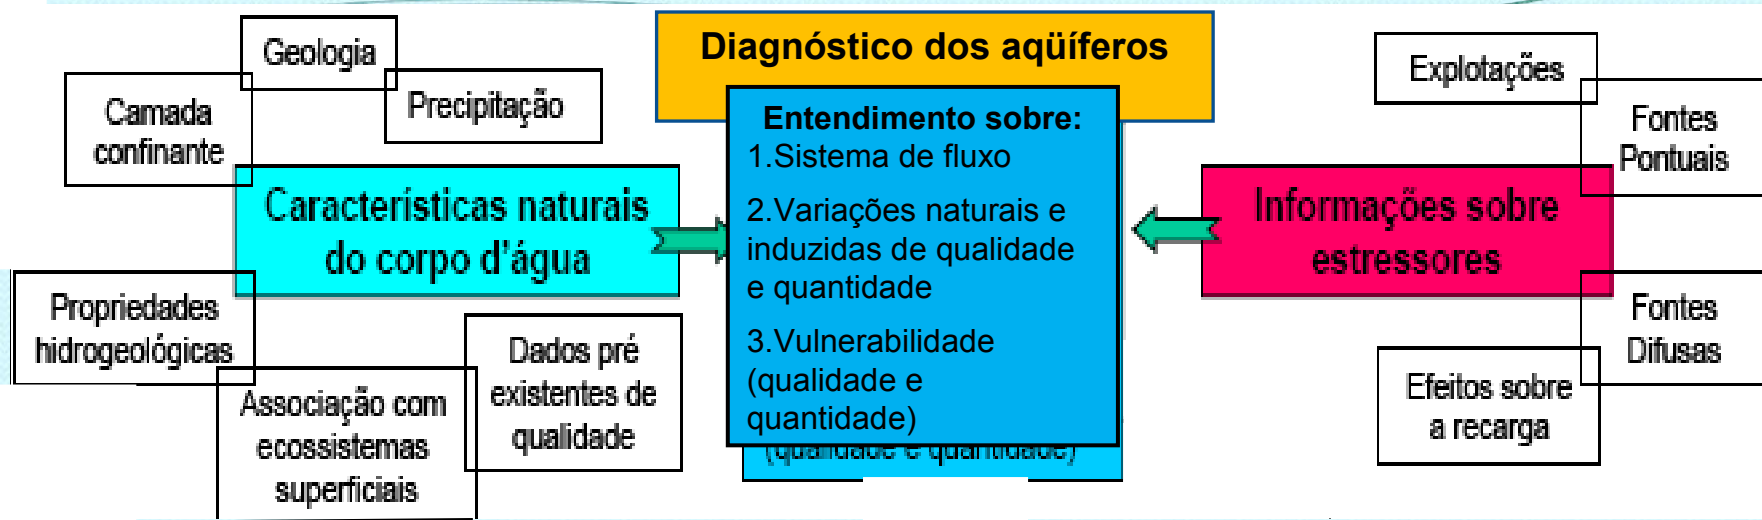 Diagnóstico dos aqüíferos
Geologia
Precipitação
Camada
confinante
Características naturais
do corpo d'água
Propriedades
hidrogeológicas
Associação com
ecossistemas
superficiais
Dados pré
existentes de
qualidade
Entendimento sobre:
1.Sistema de fluxo
2.Variações naturais e
induzidas de qualidade
e quantidade
3.Vulnerabilidade
(qualidade e
quantidade)
(qualidade e quantidade)
Explotações
Fontes
Pontuais
Informações sobre
estressores
Fontes
Difusas
Efeitos sobre
a recarga